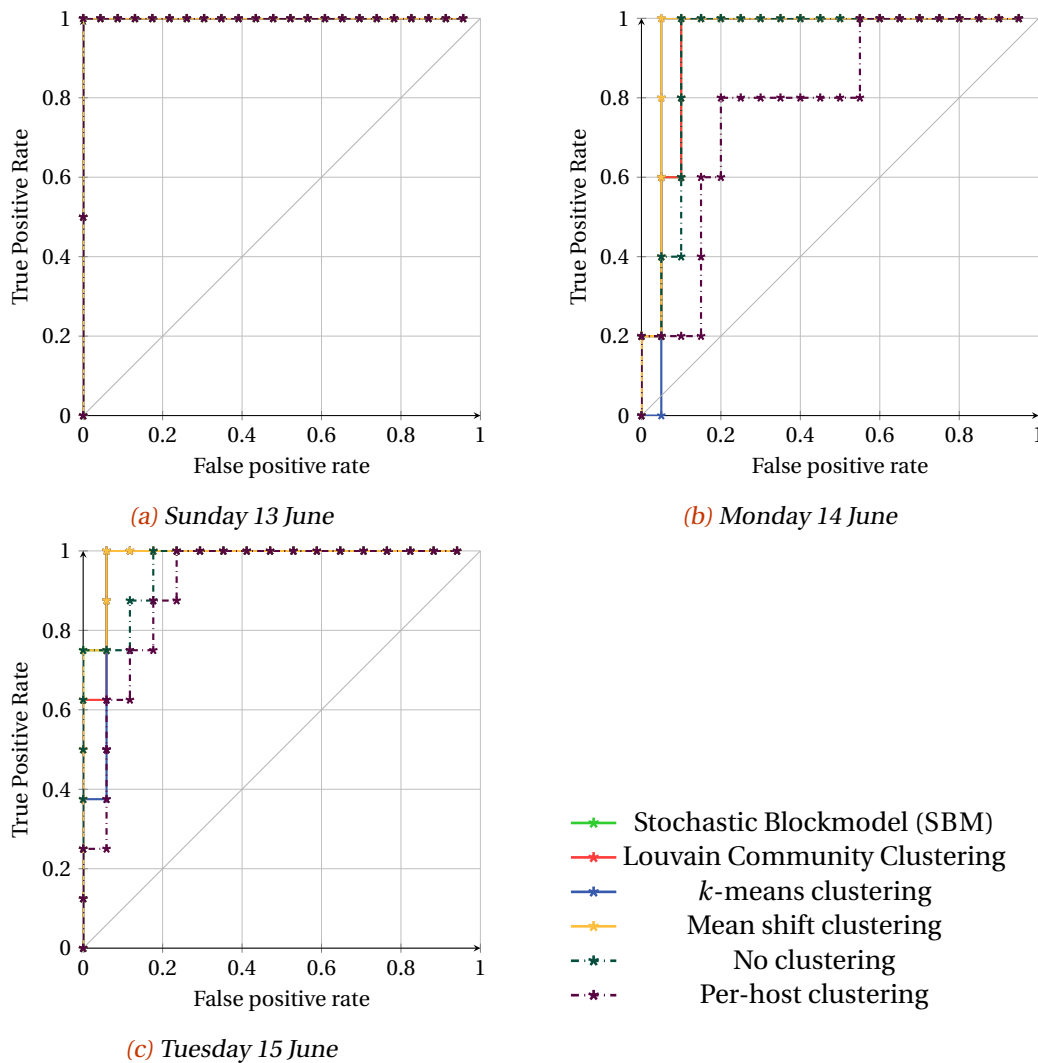 1
0.8
0.6
0.4
0.2
0
True Positive Rate
0 0.2 0.4 0.6 0.8 1
False positive rate
(a) Sunday 13 June
1
0.8
0.6
0.4
0.2
0
True Positive Rate
0 0.2 0.4 0.6 0.8 1
False positive rate
(b) Monday 14 June
1
0.8
0.6
0.4
0.2
0
True Positive Rate
0 0.2 0.4 0.6 0.8 1
False positive rate
(c) Tuesday 15 June
Stochastic Blockmodel (SBM)
Louvain Community Clustering
k-means clustering
Mean shift clustering
No clustering
Per-host clustering